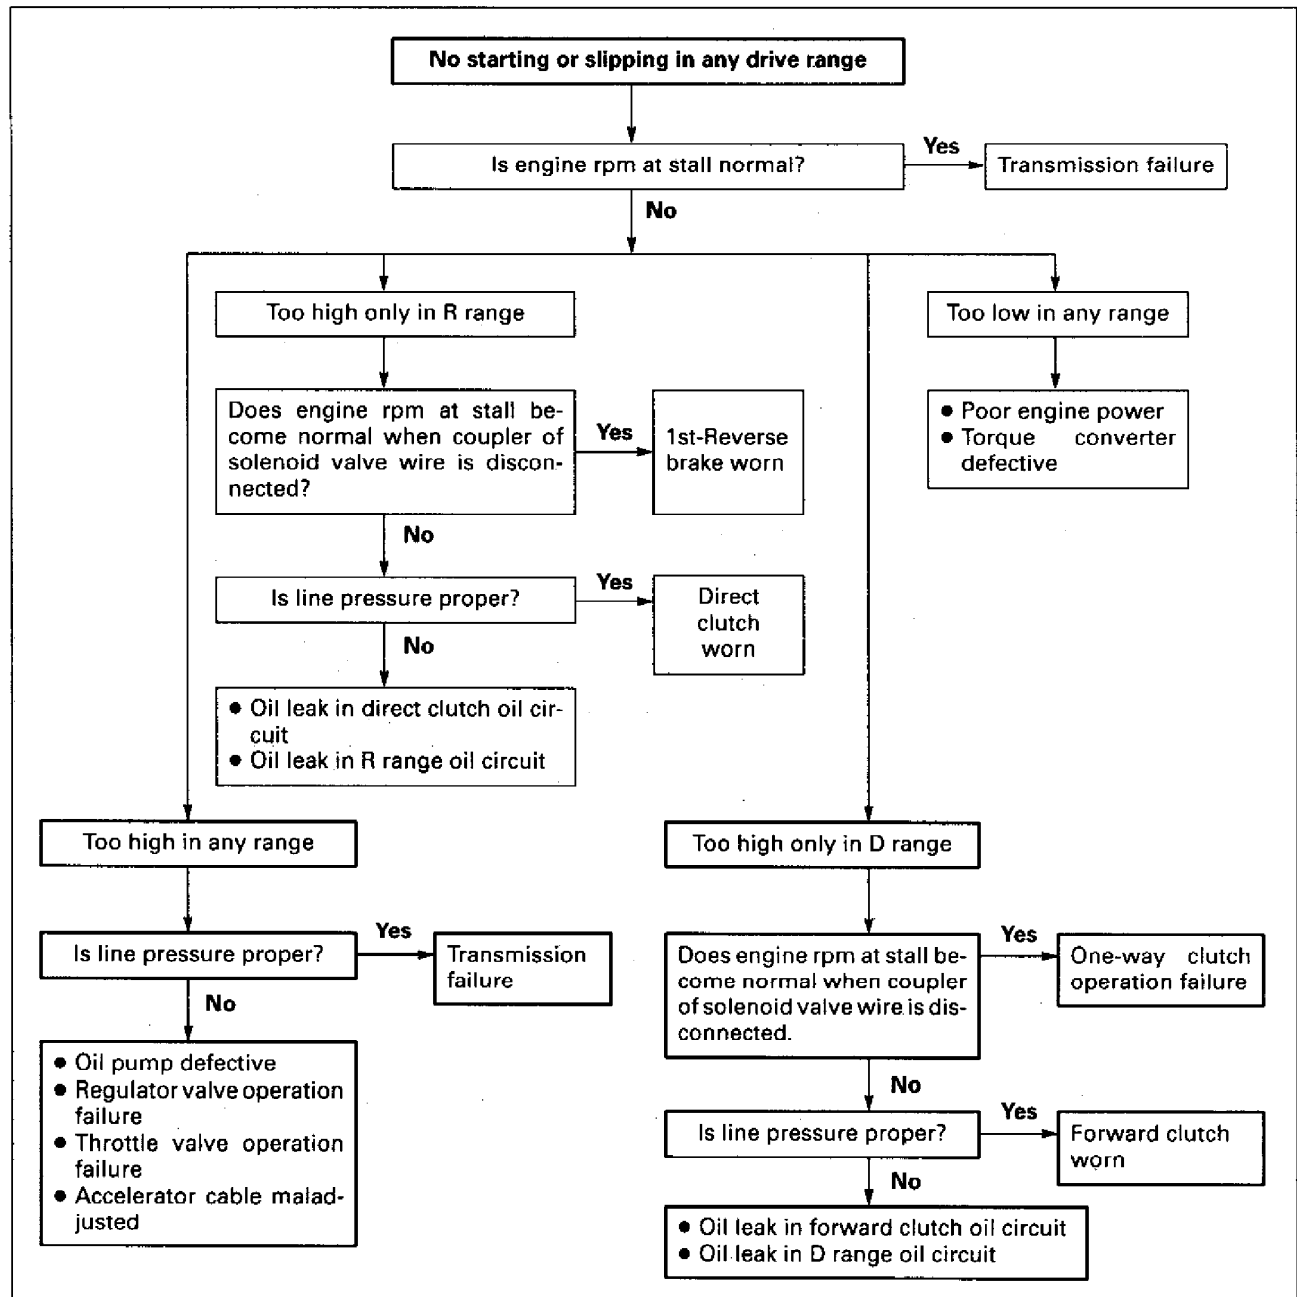 No starting or slipping in any drive range
Is engine rpm at stall normal?
Yes
Transmission failure
No
Too high only in R range
Too low in any range
Does engine rpm at stall be-
come normal when coupler of
solenoid valve wire is discon-
nected?
Yes
1st-Reverse
brake worn
● Poor engine power
● Torque converter
defective
No
Is line pressure proper?
Yes
Direct
clutch
worn
No
● Oil leak in direct clutch oil cir-
cuit
● Oil leak in R range oil circuit
Too high in any range
Too high only in D range
Is line pressure proper?
Yes
Transmission
failure
No
● Oil pump defective
● Regulator valve operation
failure
● Throttle valve operation
failure
● Accelerator cable malad-
justed
Does engine rpm at stall be-
come normal when coupler
of solenoid valve wire is dis-
connected.
Yes
One-way clutch
operation failure
No
Is line pressure proper?
Yes
Forward clutch
worn
No
● Oil leak in forward clutch oil circuit
● Oil leak in D range oil circuit